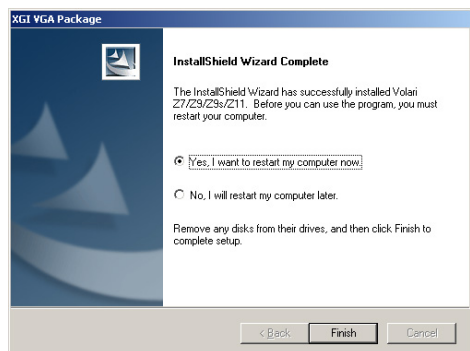 XGI VGA Package
InstallShield Wizard Complete
The InstallShield Wizard has successfully installed Volari
Z7/Z9/Z9s/Z11. Before you can use the program, you must
restart your computer.
Yes, I want to restart my computer now.
No, I will restart my computer later.
Remove any disks from their drives, and then click Finish to
complete setup.
< Back Finish Cancel